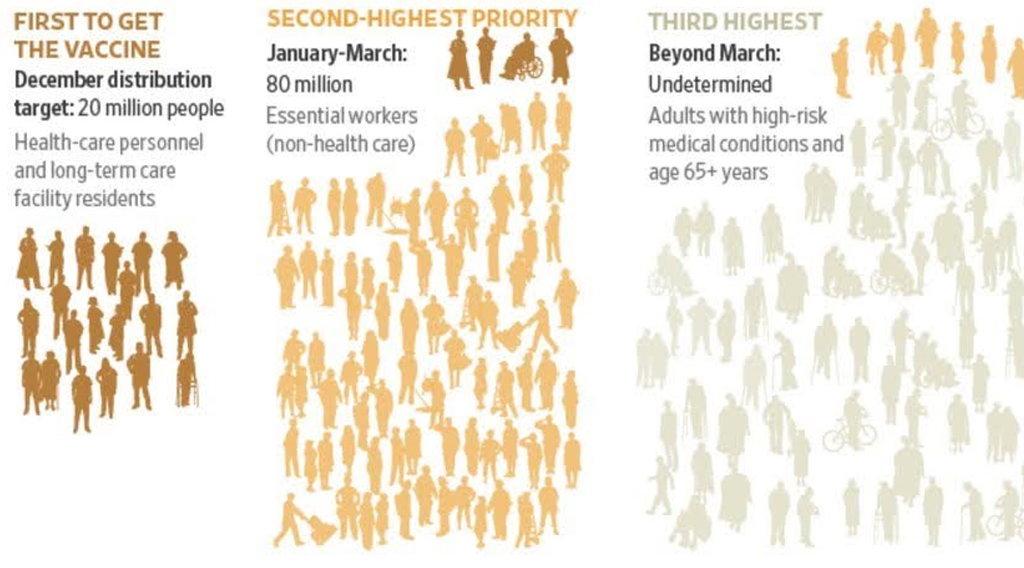 FIRST TO GET
THE VACCINE
December distribution
target: 20 million people
Health-care personnel
and long-term care
facility residents
SECOND-HIGHEST PRIORITY
January-March:
80 million
Essential workers
(non-health care)
THIRD HIGHEST
Beyond March:
Undetermined
Adults with high-risk
medical conditions and
age 65+ years